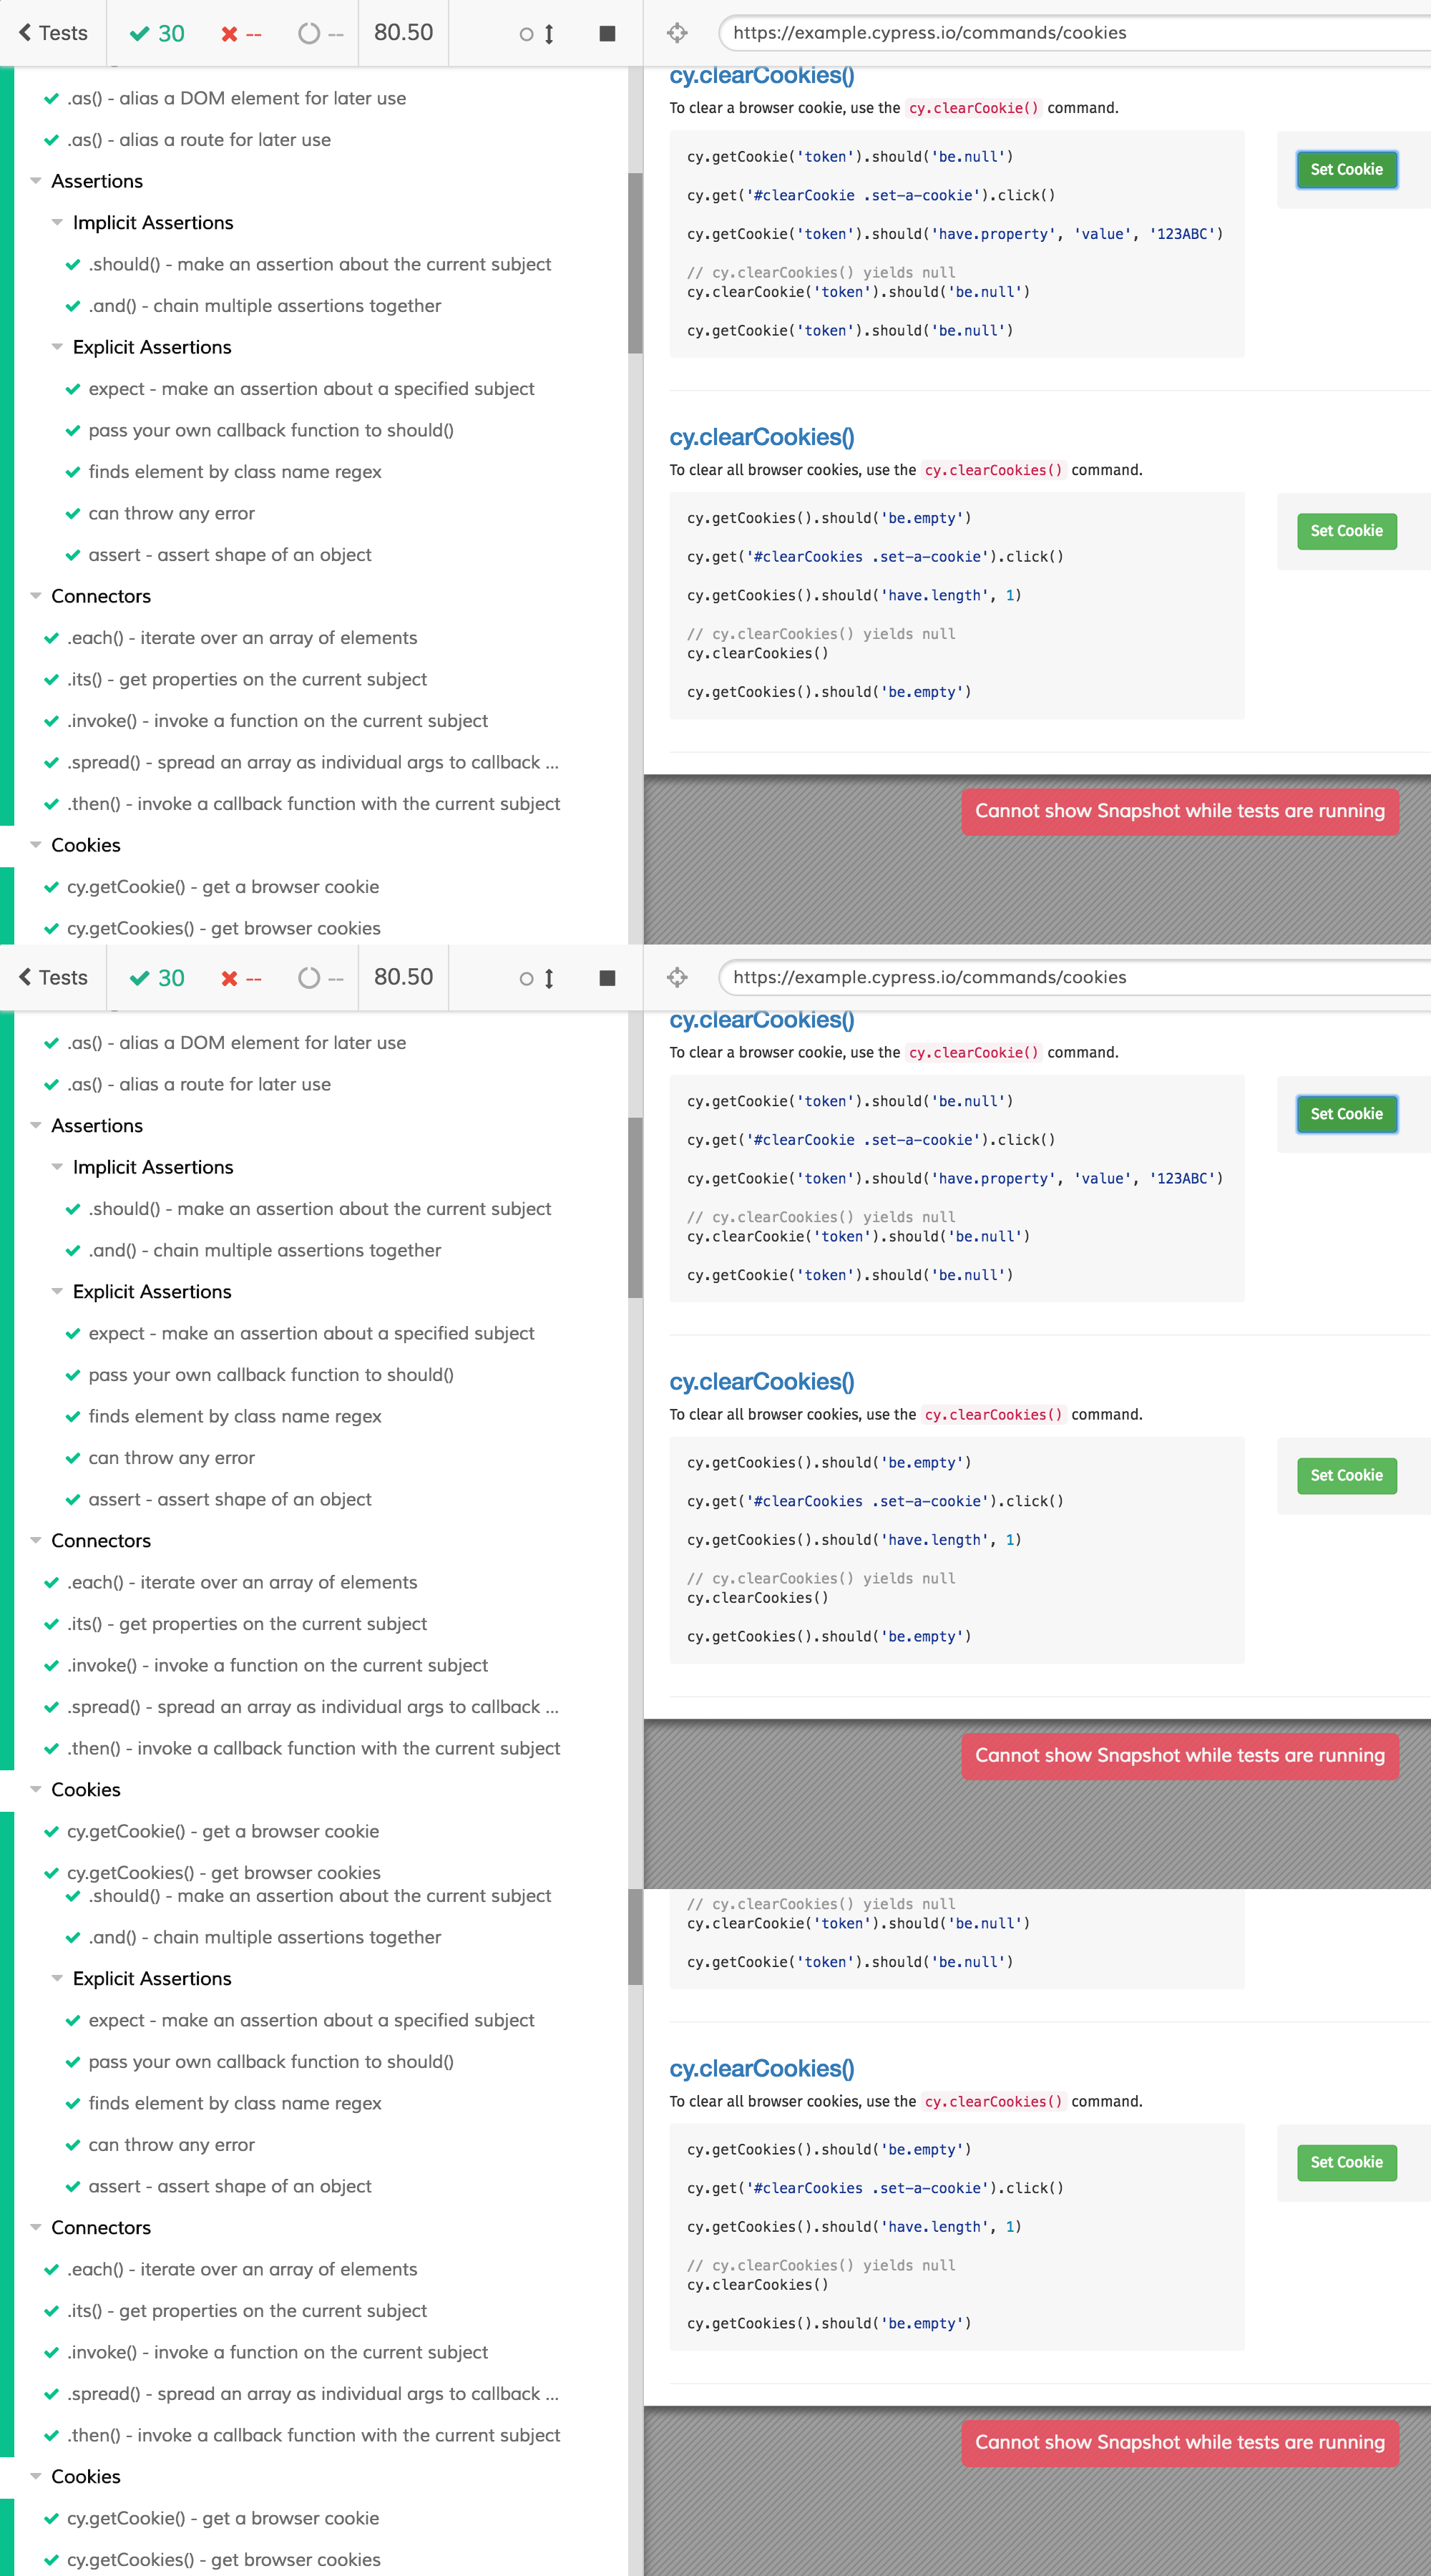 Tests 30 -- -- 80.50
.as() - alias a DOM element for later use
.as() - alias a route for later use
Assertions
Implicit Assertions
.should() - make an assertion about the current subject
.and() - chain multiple assertions together
Explicit Assertions
expect - make an assertion about a specified subject
pass your own callback function to should()
finds element by class name regex
can throw any error
assert - assert shape of an object
Connectors
.each() - iterate over an array of elements
.its() - get properties on the current subject
.invoke() - invoke a function on the current subject
.spread() - spread an array as individual args to callback ...
.then() - invoke a callback function with the current subject
Cookies
cy.getCookie() - get a browser cookie
cy.getCookies() - get browser cookies
https://example.cypress.io/commands/cookies
cy.clearCookies()
To clear a browser cookie, use the cy.clearCookie() command.
cy.getCookie('token').should('be.null')
cy.get('#clearCookie .set-a-cookie').click()
cy.getCookie('token').should('have.property', 'value', '123ABC')
// cy.clearCookies() yields null
cy.clearCookie('token').should('be.null')
cy.getCookie('token').should('be.null')
Set Cookie
cy.clearCookies()
To clear all browser cookies, use the cy.clearCookies() command.
cy.getCookies().should('be.empty')
cy.get('#clearCookies .set-a-cookie').click()
cy.getCookies().should('have.length', 1)
// cy.clearCookies() yields null
cy.clearCookies()
cy.getCookies().should('be.empty')
Set Cookie
Cannot show Snapshot while tests are running
Tests 30 -- -- 80.50
.as() - alias a DOM element for later use
.as() - alias a route for later use
Assertions
Implicit Assertions
.should() - make an assertion about the current subject
.and() - chain multiple assertions together
Explicit Assertions
expect - make an assertion about a specified subject
pass your own callback function to should()
finds element by class name regex
can throw any error
assert - assert shape of an object
Connectors
.each() - iterate over an array of elements
.its() - get properties on the current subject
.invoke() - invoke a function on the current subject
.spread() - spread an array as individual args to callback ...
.then() - invoke a callback function with the current subject
Cookies
cy.getCookie() - get a browser cookie
cy.getCookies() - get browser cookies
https://example.cypress.io/commands/cookies
cy.clearCookies()
To clear a browser cookie, use the cy.clearCookie() command.
cy.getCookie('token').should('be.null')
cy.get('#clearCookie .set-a-cookie').click()
cy.getCookie('token').should('have.property', 'value', '123ABC')
// cy.clearCookies() yields null
cy.clearCookie('token').should('be.null')
cy.getCookie('token').should('be.null')
Set Cookie
cy.clearCookies()
To clear all browser cookies, use the cy.clearCookies() command.
cy.getCookies().should('be.empty')
cy.get('#clearCookies .set-a-cookie').click()
cy.getCookies().should('have.length', 1)
// cy.clearCookies() yields null
cy.clearCookies()
cy.getCookies().should('be.empty')
Set Cookie
Cannot show Snapshot while tests are running
.should() - make an assertion about the current subject
.and() - chain multiple assertions together
Explicit Assertions
expect - make an assertion about a specified subject
pass your own callback function to should()
finds element by class name regex
can throw any error
assert - assert shape of an object
Connectors
.each() - iterate over an array of elements
.its() - get properties on the current subject
.invoke() - invoke a function on the current subject
.spread() - spread an array as individual args to callback ...
.then() - invoke a callback function with the current subject
Cookies
cy.getCookie() - get a browser cookie
cy.getCookies() - get browser cookies
// cy.clearCookies() yields null
cy.clearCookie('token').should('be.null')
cy.getCookie('token').should('be.null')
cy.clearCookies()
To clear all browser cookies, use the cy.clearCookies() command.
cy.getCookies().should('be.empty')
cy.get('#clearCookies .set-a-cookie').click()
cy.getCookies().should('have.length', 1)
// cy.clearCookies() yields null
cy.clearCookies()
cy.getCookies().should('be.empty')
Set Cookie
Cannot show Snapshot while tests are running